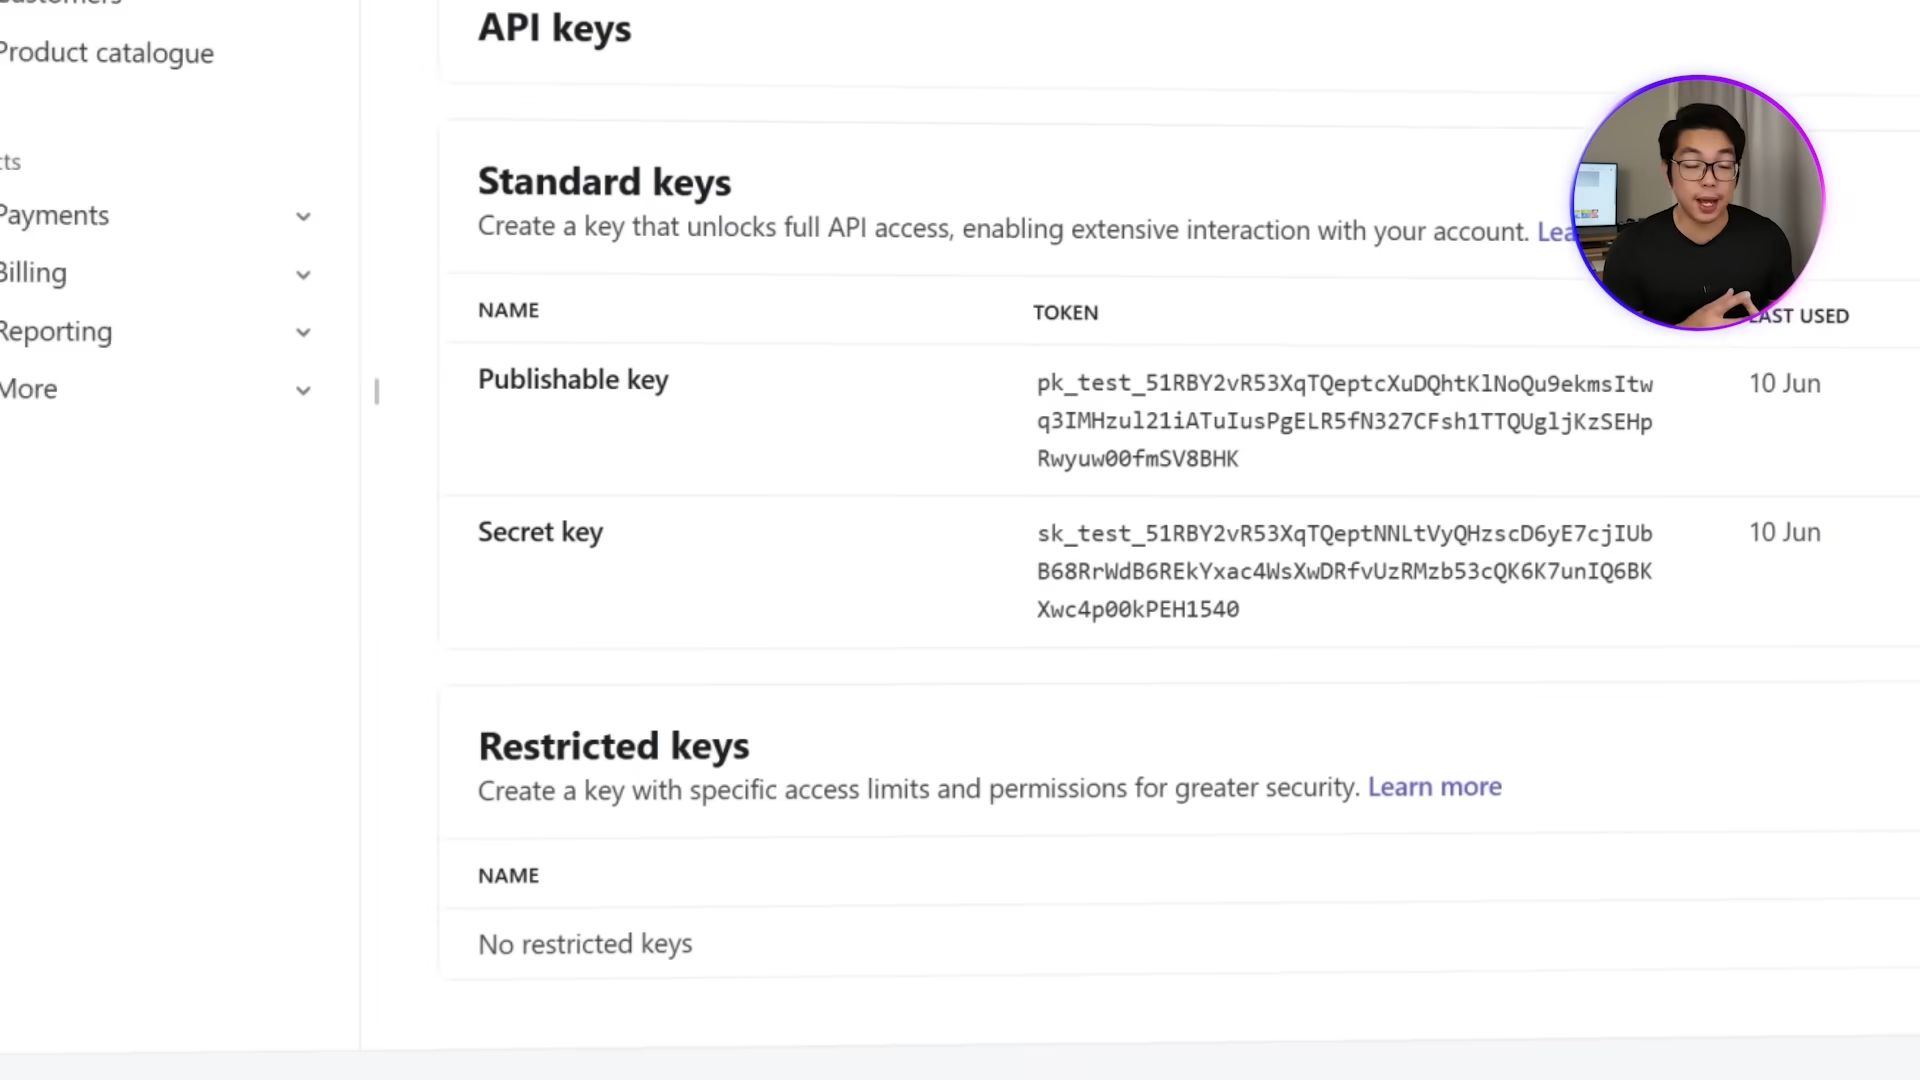 Product catalogue
Payments
Billing
Reporting
More
API keys
Standard keys
Create a key that unlocks full API access, enabling extensive interaction with your account. Lea
NAME TOKEN LAST USED
Publishable key pk_test_51RBY2vR53XqTQeptcXuDQhtKlNoQu9ekmsItw 10 Jun
q3IMHzul21iATuIusPgELR5fN327CFsh1TTQUgljKzSEHp
Rwyuw00fmSV8BHK
Secret key sk_test_51RBY2vR53XqTQeptNNLtVyQHzscD6yE7cjIUb 10 Jun
B68RrWdB6REkYxac4WsXwDRfvUzRMzb53cQK6K7unIQ6BK
Xwc4p00kPEH1540
Restricted keys
Create a key with specific access limits and permissions for greater security. Learn more
NAME
No restricted keys